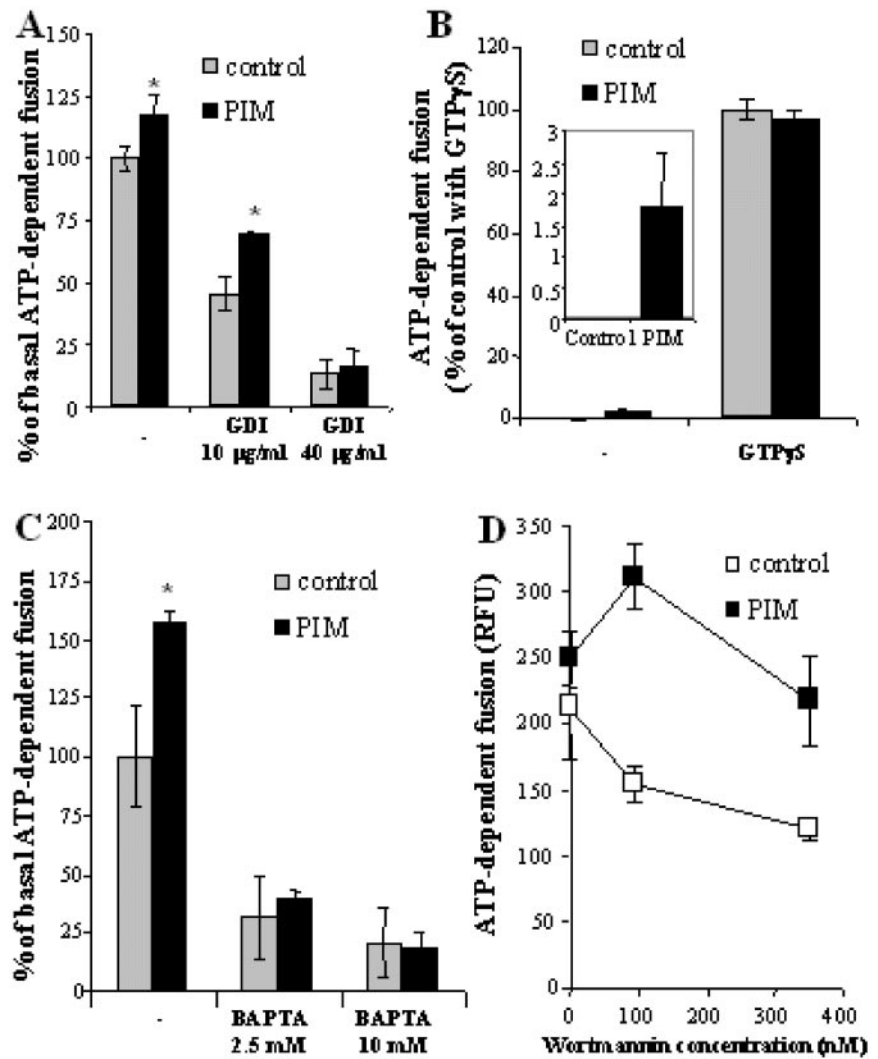 A
% of basal ATP-dependent fusion
150
125
100
75
50
25
0
control
PIM
*
*
-
GDI
10 µg/ml
GDI
40 µg/ml
B
ATP-dependent fusion
(% of control with GTPγS)
120
100
80
60
40
20
0
control
PIM
3
2.5
2
1.5
1
0.5
0
Control PIM
-
GTPγS
C
% of basal ATP-dependent fusion
200
175
150
125
100
75
50
25
0
control
PIM
*
-
BAPTA
2.5 mM
BAPTA
10 mM
D
ATP-dependent fusion (RFU)
350
300
250
200
150
100
50
0
control
PIM
0 100 200 300 400
Wortmannin concentration (nM)